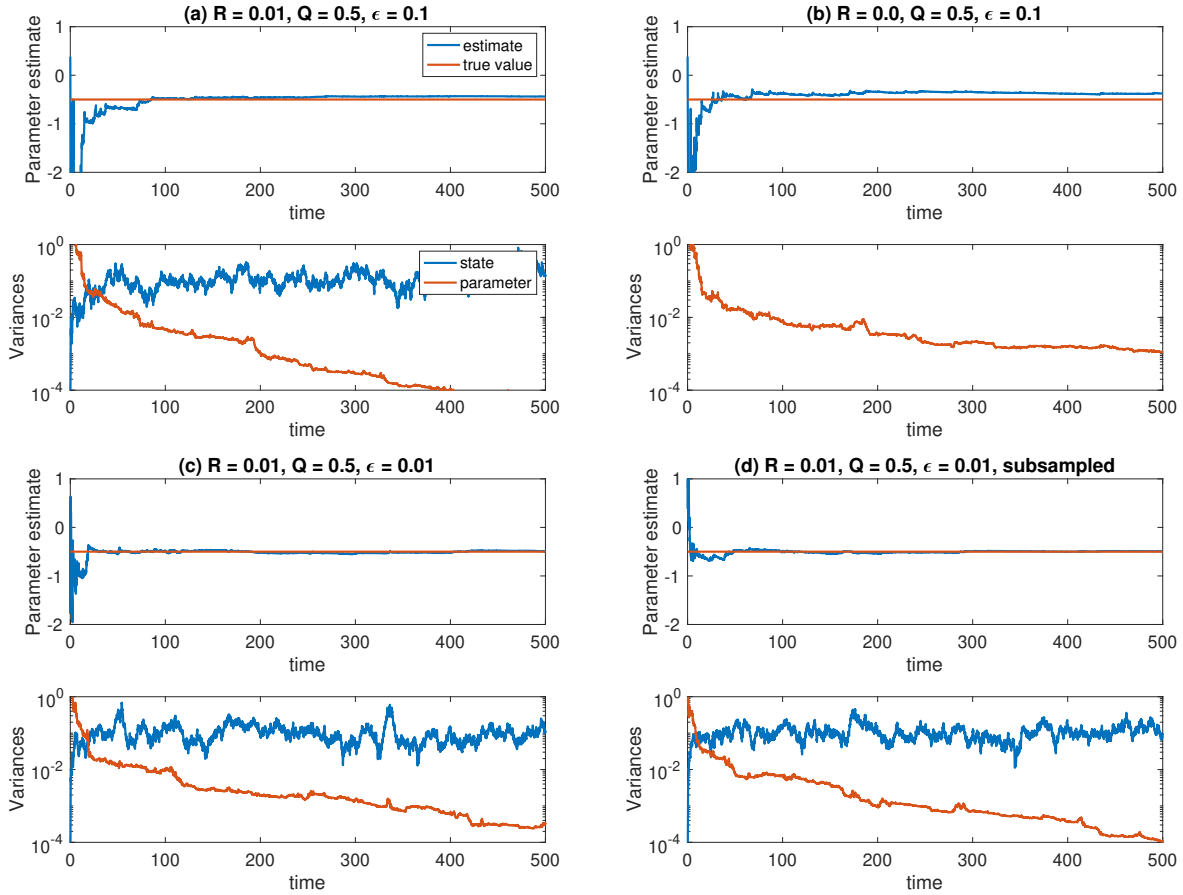 (a) R = 0.01, Q = 0.5, ϵ = 0.1
Parameter estimate
1
0
-1
-2
estimate
true value
0 100 200 300 400 500
time
(b) R = 0.0, Q = 0.5, ϵ = 0.1
Parameter estimate
1
0
-1
-2
0 100 200 300 400 500
time
Variances
10^0
10^-2
10^-4
state
parameter
0 100 200 300 400 500
time
Variances
10^0
10^-2
10^-4
0 100 200 300 400 500
time
(c) R = 0.01, Q = 0.5, ϵ = 0.01
Parameter estimate
1
0
-1
-2
0 100 200 300 400 500
time
(d) R = 0.01, Q = 0.5, ϵ = 0.01, subsampled
Parameter estimate
1
0
-1
-2
0 100 200 300 400 500
time
Variances
10^0
10^-2
10^-4
0 100 200 300 400 500
time
Variances
10^0
10^-2
10^-4
0 100 200 300 400 500
time